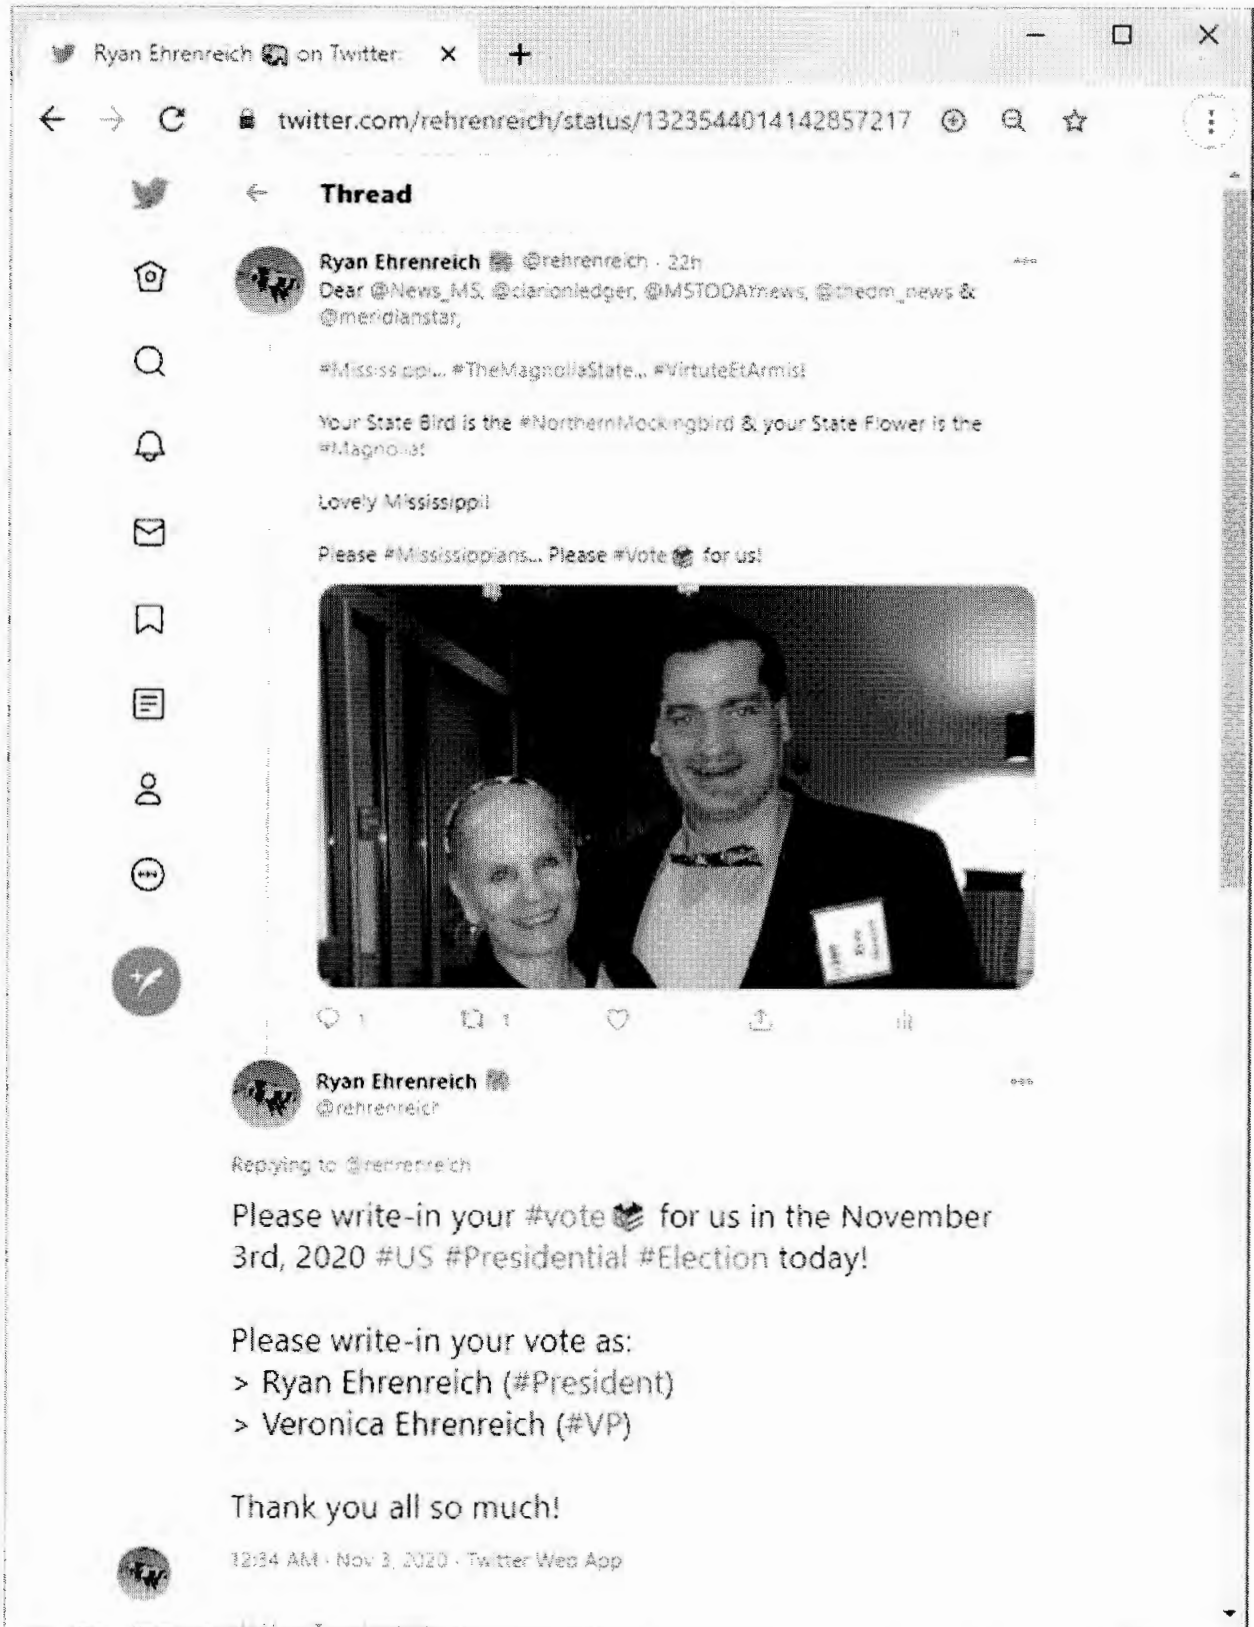 Ryan Ehrenreich on Twitter:
twitter.com/rehrenreich/status/1323544014142857217
Thread
Ryan Ehrenreich @rehrenreich · 22h
Dear @News_MS, @clarionledger, @MSTODAYnews, @thedm_news &
@meridianstar,
#Mississippi... #TheMagnoliaState... #VirtuteEtArmis!
Your State Bird is the #NorthernMockingbird & your State Flower is the
#Magnolia!
Lovely Mississippi!
Please #Mississippians... Please #Vote for us!
1 1
Ryan Ehrenreich
@rehrenreich
Replying to @rehrenreich
Please write-in your #vote for us in the November
3rd, 2020 #US #Presidential #Election today!
Please write-in your vote as:
> Ryan Ehrenreich (#President)
> Veronica Ehrenreich (#VP)
Thank you all so much!
12:34 AM · Nov 3, 2020 · Twitter Web App